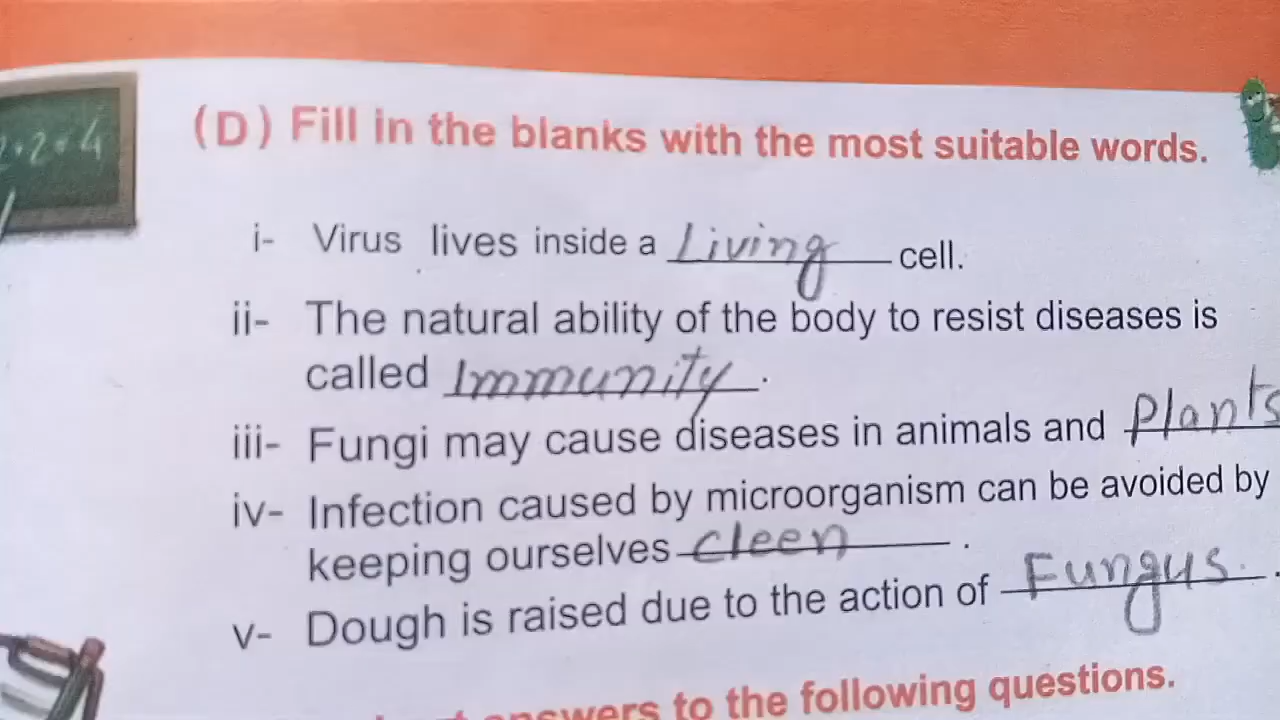 (D) Fill in the blanks with the most suitable words.
i- Virus lives inside a Living cell.
ii- The natural ability of the body to resist diseases is
called Immunity.
iii- Fungi may cause diseases in animals and Plants
iv- Infection caused by microorganism can be avoided by
keeping ourselves cleen.
v- Dough is raised due to the action of Fungus.
answers to the following questions.